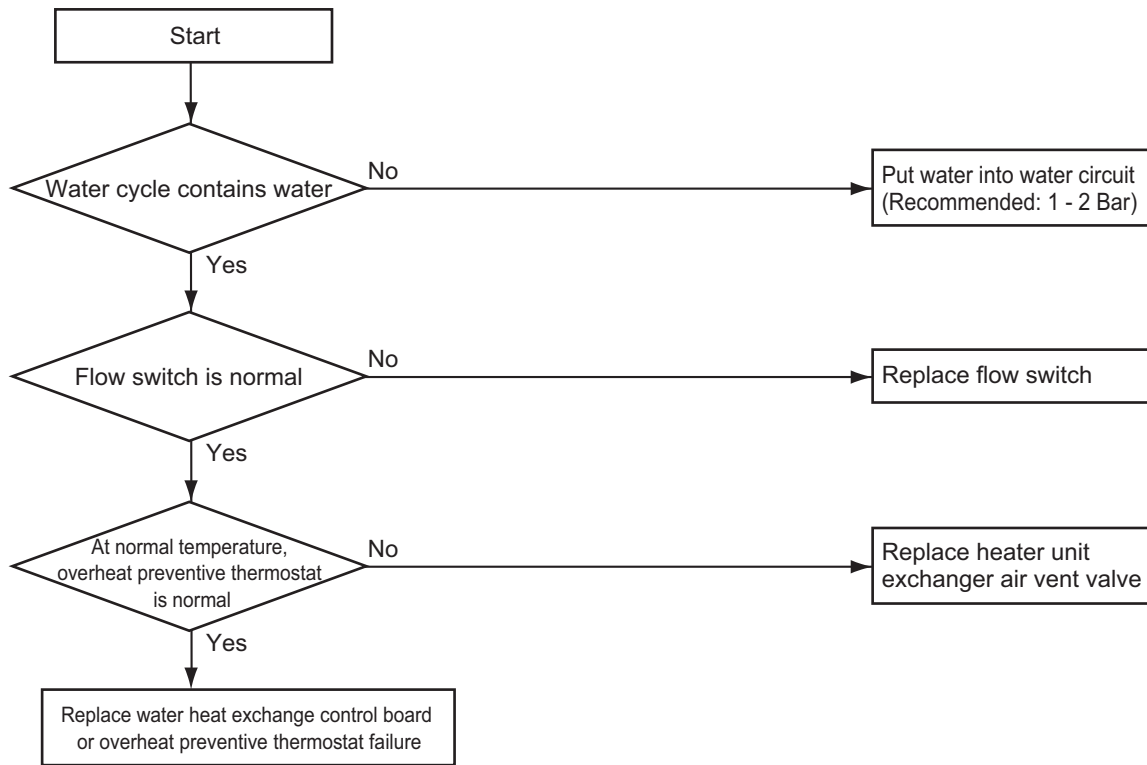 Start
Water cycle contains water
No
Put water into water circuit
(Recommended: 1 - 2 Bar)
Yes
Flow switch is normal
No
Replace flow switch
Yes
At normal temperature,
overheat preventive thermostat
is normal
No
Replace heater unit
exchanger air vent valve
Yes
Replace water heat exchange control board
or overheat preventive thermostat failure